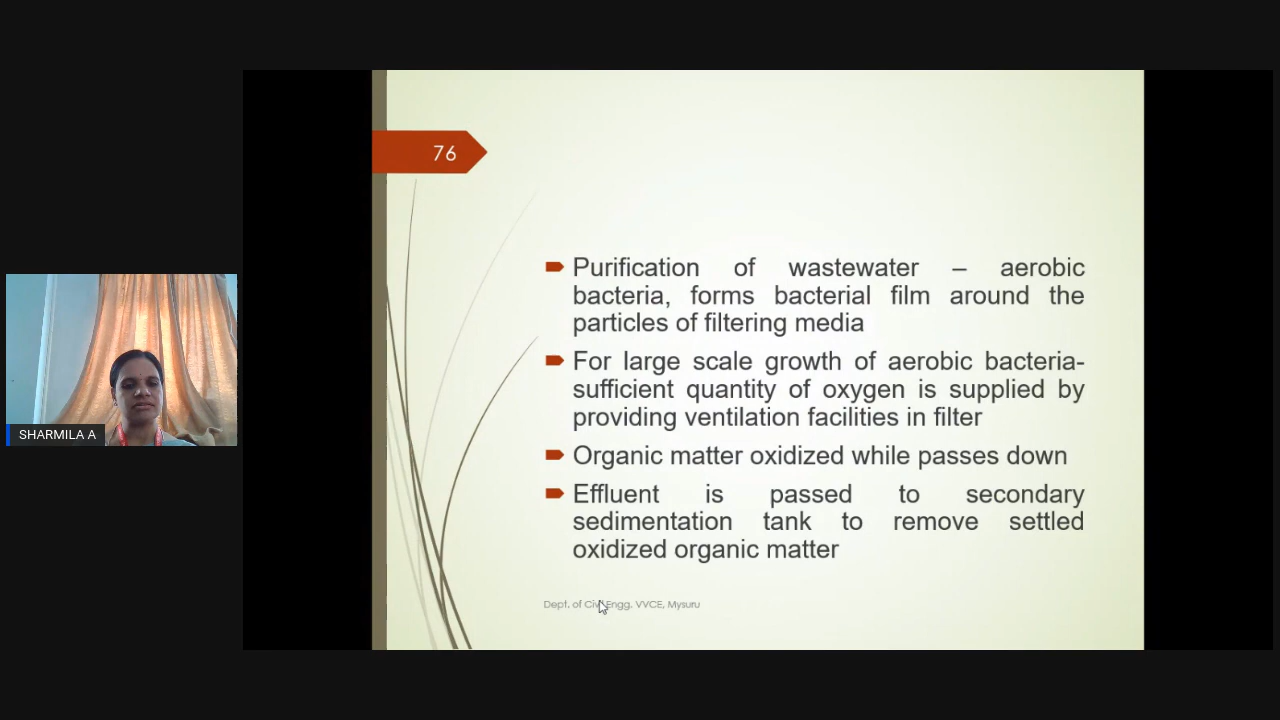 76
Purification of wastewater – aerobic
bacteria, forms bacterial film around the
particles of filtering media
For large scale growth of aerobic bacteria-
sufficient quantity of oxygen is supplied by
providing ventilation facilities in filter
Organic matter oxidized while passes down
Effluent is passed to secondary
sedimentation tank to remove settled
oxidized organic matter
Dept. of Civil Engg. VVCE, Mysuru
SHARMILA A